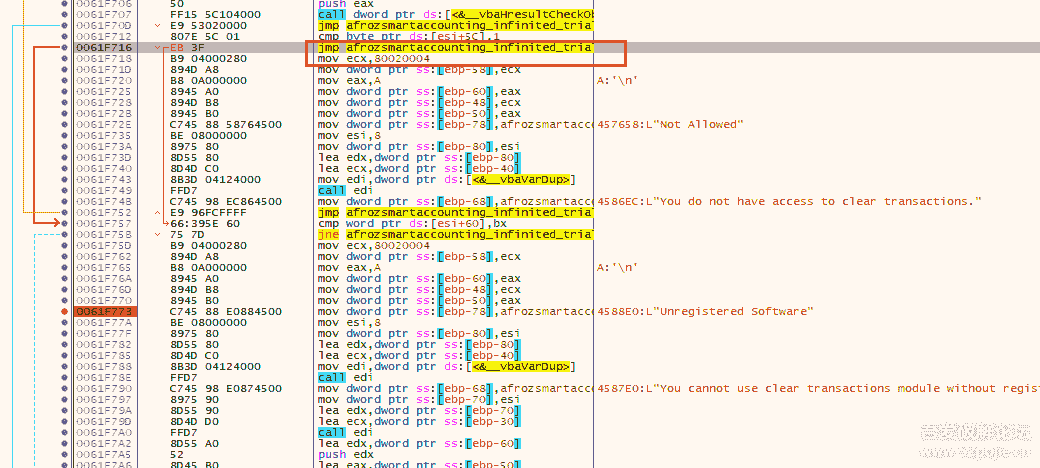 0061F706 50 push eax
0061F707 FF15 5C104000 call dword ptr ds:[<&__vbaHresultCheckOb
0061F70D E9 53020000 jmp afrozsmartaccounting_infinited_tria
0061F712 807E 5C 01 cmp byte ptr ds:[esi+5C],1
0061F716 EB 3F jmp afrozsmartaccounting_infinited_tria
0061F718 B9 04000280 mov ecx,80020004
0061F71D 894D A8 mov dword ptr ss:[ebp-58],ecx
0061F720 B8 0A000000 mov eax,A A:'\n'
0061F725 8945 A0 mov dword ptr ss:[ebp-60],eax
0061F728 894D B8 mov dword ptr ss:[ebp-48],ecx
0061F72B 8945 B0 mov dword ptr ss:[ebp-50],eax
0061F72E C745 88 58764500 mov dword ptr ss:[ebp-78],afrozsmartacc 457658:L"Not Allowed"
0061F735 BE 08000000 mov esi,8
0061F73A 8975 80 mov dword ptr ss:[ebp-80],esi
0061F73D 8D55 80 lea edx,dword ptr ss:[ebp-80]
0061F740 8D4D C0 lea ecx,dword ptr ss:[ebp-40]
0061F743 8B3D 04124000 mov edi,dword ptr ds:[<&__vbaVarDup>]
0061F749 FFD7 call edi
0061F74B C745 98 EC864500 mov dword ptr ss:[ebp-68],afrozsmartacc 4586EC:L"You do not have access to clear transactions."
0061F752 E9 96FCFFFF jmp afrozsmartaccounting_infinited_tria
0061F757 66:395E 60 cmp word ptr ds:[esi+60],bx
0061F75B 75 7D jne afrozsmartaccounting_infinited_tria
0061F75D B9 04000280 mov ecx,80020004
0061F762 894D A8 mov dword ptr ss:[ebp-58],ecx
0061F765 B8 0A000000 mov eax,A A:'\n'
0061F76A 8945 A0 mov dword ptr ss:[ebp-60],eax
0061F76D 894D B8 mov dword ptr ss:[ebp-48],ecx
0061F770 8945 B0 mov dword ptr ss:[ebp-50],eax
0061F773 C745 88 E0884500 mov dword ptr ss:[ebp-78],afrozsmartacc 4588E0:L"Unregistered Software"
0061F77A BE 08000000 mov esi,8
0061F77F 8975 80 mov dword ptr ss:[ebp-80],esi
0061F782 8D55 80 lea edx,dword ptr ss:[ebp-80]
0061F785 8D4D C0 lea ecx,dword ptr ss:[ebp-40]
0061F788 8B3D 04124000 mov edi,dword ptr ds:[<&__vbaVarDup>]
0061F78E FFD7 call edi
0061F790 C745 98 E0874500 mov dword ptr ss:[ebp-68],afrozsmartacc 4587E0:L"You cannot use clear transactions module without regis
0061F797 8975 90 mov dword ptr ss:[ebp-70],esi
0061F79A 8D55 90 lea edx,dword ptr ss:[ebp-70]
0061F79D 8D4D D0 lea ecx,dword ptr ss:[ebp-30]
0061F7A0 FFD7 call edi
0061F7A2 8D55 A0 lea edx,dword ptr ss:[ebp-60]
0061F7A5 52 push edx
0061F7A6 8D45 B0 lea eax,dword ptr ss:[ebp-50]